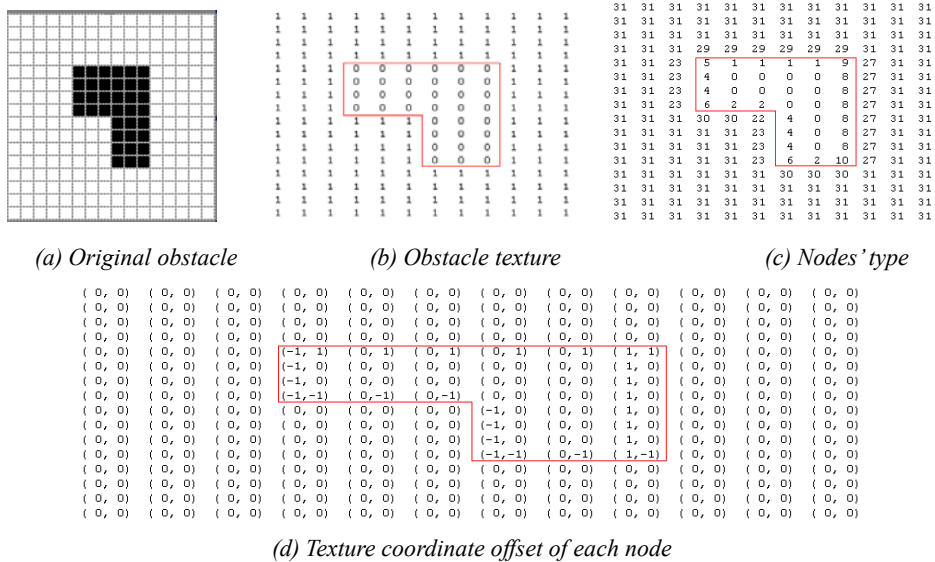 1 1 1 1 1 1 1 1 1 1 1 1
1 1 1 1 1 1 1 1 1 1 1 1
1 1 1 1 1 1 1 1 1 1 1 1
1 1 1 1 1 1 1 1 1 1 1 1
1 1 1 0 0 0 0 0 0 1 1 1
1 1 1 0 0 0 0 0 0 1 1 1
1 1 1 0 0 0 0 0 0 1 1 1
1 1 1 0 0 0 0 0 0 1 1 1
1 1 1 1 1 1 0 0 0 1 1 1
1 1 1 1 1 1 0 0 0 1 1 1
1 1 1 1 1 1 0 0 0 1 1 1
1 1 1 1 1 1 0 0 0 1 1 1
1 1 1 1 1 1 1 1 1 1 1 1
1 1 1 1 1 1 1 1 1 1 1 1
1 1 1 1 1 1 1 1 1 1 1 1
1 1 1 1 1 1 1 1 1 1 1 1
31 31 31 31 31 31 31 31 31 31 31 31
31 31 31 31 31 31 31 31 31 31 31 31
31 31 31 31 31 31 31 31 31 31 31 31
31 31 31 29 29 29 29 29 29 31 31 31
31 31 23 5 1 1 1 1 9 27 31 31
31 31 23 4 0 0 0 0 8 27 31 31
31 31 23 4 0 0 0 0 8 27 31 31
31 31 23 6 2 2 0 0 8 27 31 31
31 31 31 30 30 22 4 0 8 27 31 31
31 31 31 31 31 23 4 0 8 27 31 31
31 31 31 31 31 23 4 0 8 27 31 31
31 31 31 31 31 23 6 2 10 27 31 31
31 31 31 31 31 31 30 30 30 31 31 31
31 31 31 31 31 31 31 31 31 31 31 31
31 31 31 31 31 31 31 31 31 31 31 31
31 31 31 31 31 31 31 31 31 31 31 31
(a) Original obstacle
(b) Obstacle texture
(c) Nodes' type
( 0, 0) ( 0, 0) ( 0, 0) ( 0, 0) ( 0, 0) ( 0, 0) ( 0, 0) ( 0, 0) ( 0, 0) ( 0, 0) ( 0, 0) ( 0, 0)
( 0, 0) ( 0, 0) ( 0, 0) ( 0, 0) ( 0, 0) ( 0, 0) ( 0, 0) ( 0, 0) ( 0, 0) ( 0, 0) ( 0, 0) ( 0, 0)
( 0, 0) ( 0, 0) ( 0, 0) ( 0, 0) ( 0, 0) ( 0, 0) ( 0, 0) ( 0, 0) ( 0, 0) ( 0, 0) ( 0, 0) ( 0, 0)
( 0, 0) ( 0, 0) ( 0, 0) ( 0, 0) ( 0, 0) ( 0, 0) ( 0, 0) ( 0, 0) ( 0, 0) ( 0, 0) ( 0, 0) ( 0, 0)
( 0, 0) ( 0, 0) ( 0, 0) (-1, 1) ( 0, 1) ( 0, 1) ( 0, 1) ( 0, 1) ( 1, 1) ( 0, 0) ( 0, 0) ( 0, 0)
( 0, 0) ( 0, 0) ( 0, 0) (-1, 0) ( 0, 0) ( 0, 0) ( 0, 0) ( 0, 0) ( 1, 0) ( 0, 0) ( 0, 0) ( 0, 0)
( 0, 0) ( 0, 0) ( 0, 0) (-1, 0) ( 0, 0) ( 0, 0) ( 0, 0) ( 0, 0) ( 1, 0) ( 0, 0) ( 0, 0) ( 0, 0)
( 0, 0) ( 0, 0) ( 0, 0) (-1,-1) ( 0,-1) ( 0,-1) ( 0, 0) ( 0, 0) ( 1, 0) ( 0, 0) ( 0, 0) ( 0, 0)
( 0, 0) ( 0, 0) ( 0, 0) ( 0, 0) ( 0, 0) ( 0, 0) (-1, 0) ( 0, 0) ( 1, 0) ( 0, 0) ( 0, 0) ( 0, 0)
( 0, 0) ( 0, 0) ( 0, 0) ( 0, 0) ( 0, 0) ( 0, 0) (-1, 0) ( 0, 0) ( 1, 0) ( 0, 0) ( 0, 0) ( 0, 0)
( 0, 0) ( 0, 0) ( 0, 0) ( 0, 0) ( 0, 0) ( 0, 0) (-1, 0) ( 0, 0) ( 1, 0) ( 0, 0) ( 0, 0) ( 0, 0)
( 0, 0) ( 0, 0) ( 0, 0) ( 0, 0) ( 0, 0) ( 0, 0) (-1,-1) ( 0,-1) ( 1,-1) ( 0, 0) ( 0, 0) ( 0, 0)
( 0, 0) ( 0, 0) ( 0, 0) ( 0, 0) ( 0, 0) ( 0, 0) ( 0, 0) ( 0, 0) ( 0, 0) ( 0, 0) ( 0, 0) ( 0, 0)
( 0, 0) ( 0, 0) ( 0, 0) ( 0, 0) ( 0, 0) ( 0, 0) ( 0, 0) ( 0, 0) ( 0, 0) ( 0, 0) ( 0, 0) ( 0, 0)
( 0, 0) ( 0, 0) ( 0, 0) ( 0, 0) ( 0, 0) ( 0, 0) ( 0, 0) ( 0, 0) ( 0, 0) ( 0, 0) ( 0, 0) ( 0, 0)
( 0, 0) ( 0, 0) ( 0, 0) ( 0, 0) ( 0, 0) ( 0, 0) ( 0, 0) ( 0, 0) ( 0, 0) ( 0, 0) ( 0, 0) ( 0, 0)
(d) Texture coordinate offset of each node